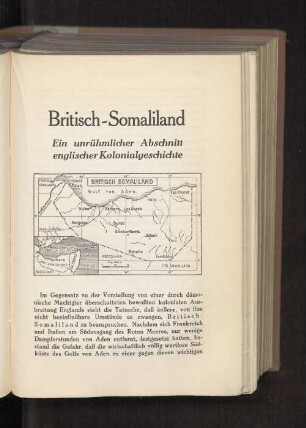 Britisch-Somaliland
Ein unrühmlicher Abschnitt
englischer Kolonialgeschichte
BRITISCH SOMALILAND
Golf von Aden
Im Gegensatz zu der Vorstellung von einer durch dämo-
nische Machtgier überschatteten bewußten kolonialen Aus-
breitung Englands steht die Tatsache, daß äußere, von ihm
nicht beeinflußbare Umstände es zwangen, Britisch-
Somaliland zu beanspruchen. Nachdem sich Frankreich
und Italien am Südausgang des Roten Meeres, nur wenige
Dampferstunden von Aden entfernt, festgesetzt hatten, be-
stand die Gefahr, daß die wirtschaftlich völlig wertlose Süd-
küste des Golfs von Aden zu einer gegen diesen wichtigen